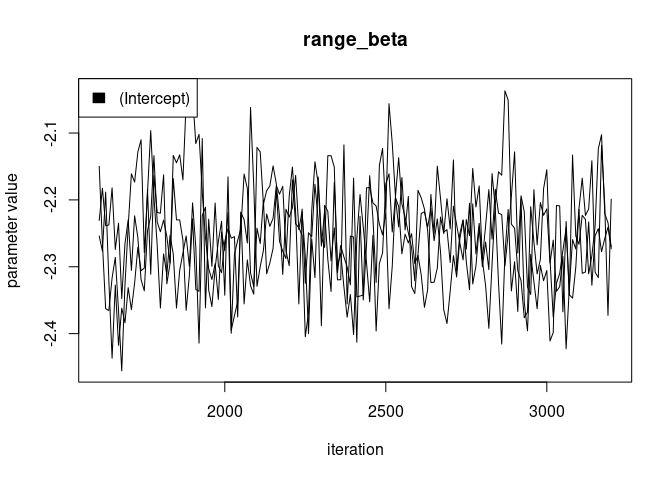 range_beta
(Intercept)
parameter value
-2.1
-2.2
-2.3
-2.4
2000
2500
3000
iteration